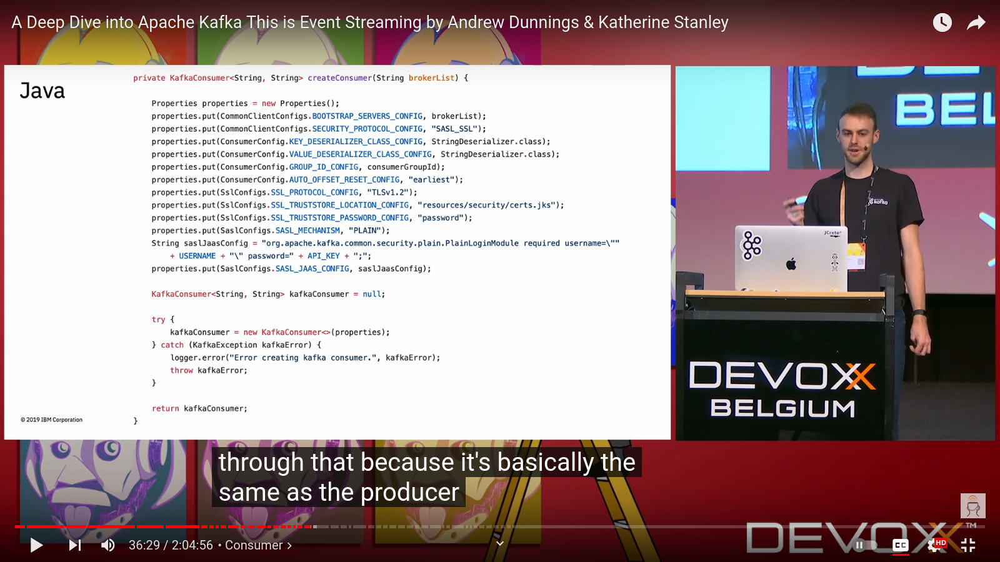 A Deep Dive into Apache Kafka This is Event Streaming by Andrew Dunnings & Katherine Stanley
Java
private KafkaConsumer<String, String> createConsumer(String brokerList) {
Properties properties = new Properties();
properties.put(CommonClientConfigs.BOOTSTRAP_SERVERS_CONFIG, brokerList);
properties.put(CommonClientConfigs.SECURITY_PROTOCOL_CONFIG, "SASL_SSL");
properties.put(ConsumerConfig.KEY_DESERIALIZER_CLASS_CONFIG, StringDeserializer.class);
properties.put(ConsumerConfig.VALUE_DESERIALIZER_CLASS_CONFIG, StringDeserializer.class);
properties.put(ConsumerConfig.GROUP_ID_CONFIG, consumerGroupId);
properties.put(ConsumerConfig.AUTO_OFFSET_RESET_CONFIG, "earliest");
properties.put(SslConfigs.SSL_PROTOCOL_CONFIG, "TLSv1.2");
properties.put(SslConfigs.SSL_TRUSTSTORE_LOCATION_CONFIG, "resources/security/certs.jks");
properties.put(SslConfigs.SSL_TRUSTSTORE_PASSWORD_CONFIG, "password");
properties.put(SaslConfigs.SASL_MECHANISM, "PLAIN");
String saslJaasConfig = "org.apache.kafka.common.security.plain.PlainLoginModule required username=\""
+ USERNAME + "\" password=" + API_KEY + ";";
properties.put(SaslConfigs.SASL_JAAS_CONFIG, saslJaasConfig);
KafkaConsumer<String, String> kafkaConsumer = null;
try {
kafkaConsumer = new KafkaConsumer<>(properties);
} catch (KafkaException kafkaError) {
logger.error("Error creating kafka consumer.", kafkaError);
throw kafkaError;
}
return kafkaConsumer;
}
© 2019 IBM Corporation
BEL
kafka
JCrete
DEVOXX
BELGIUM
through that because it's basically the
same as the producer
DEVOXX™
36:29 / 2:04:56 • Consumer
CC
HD